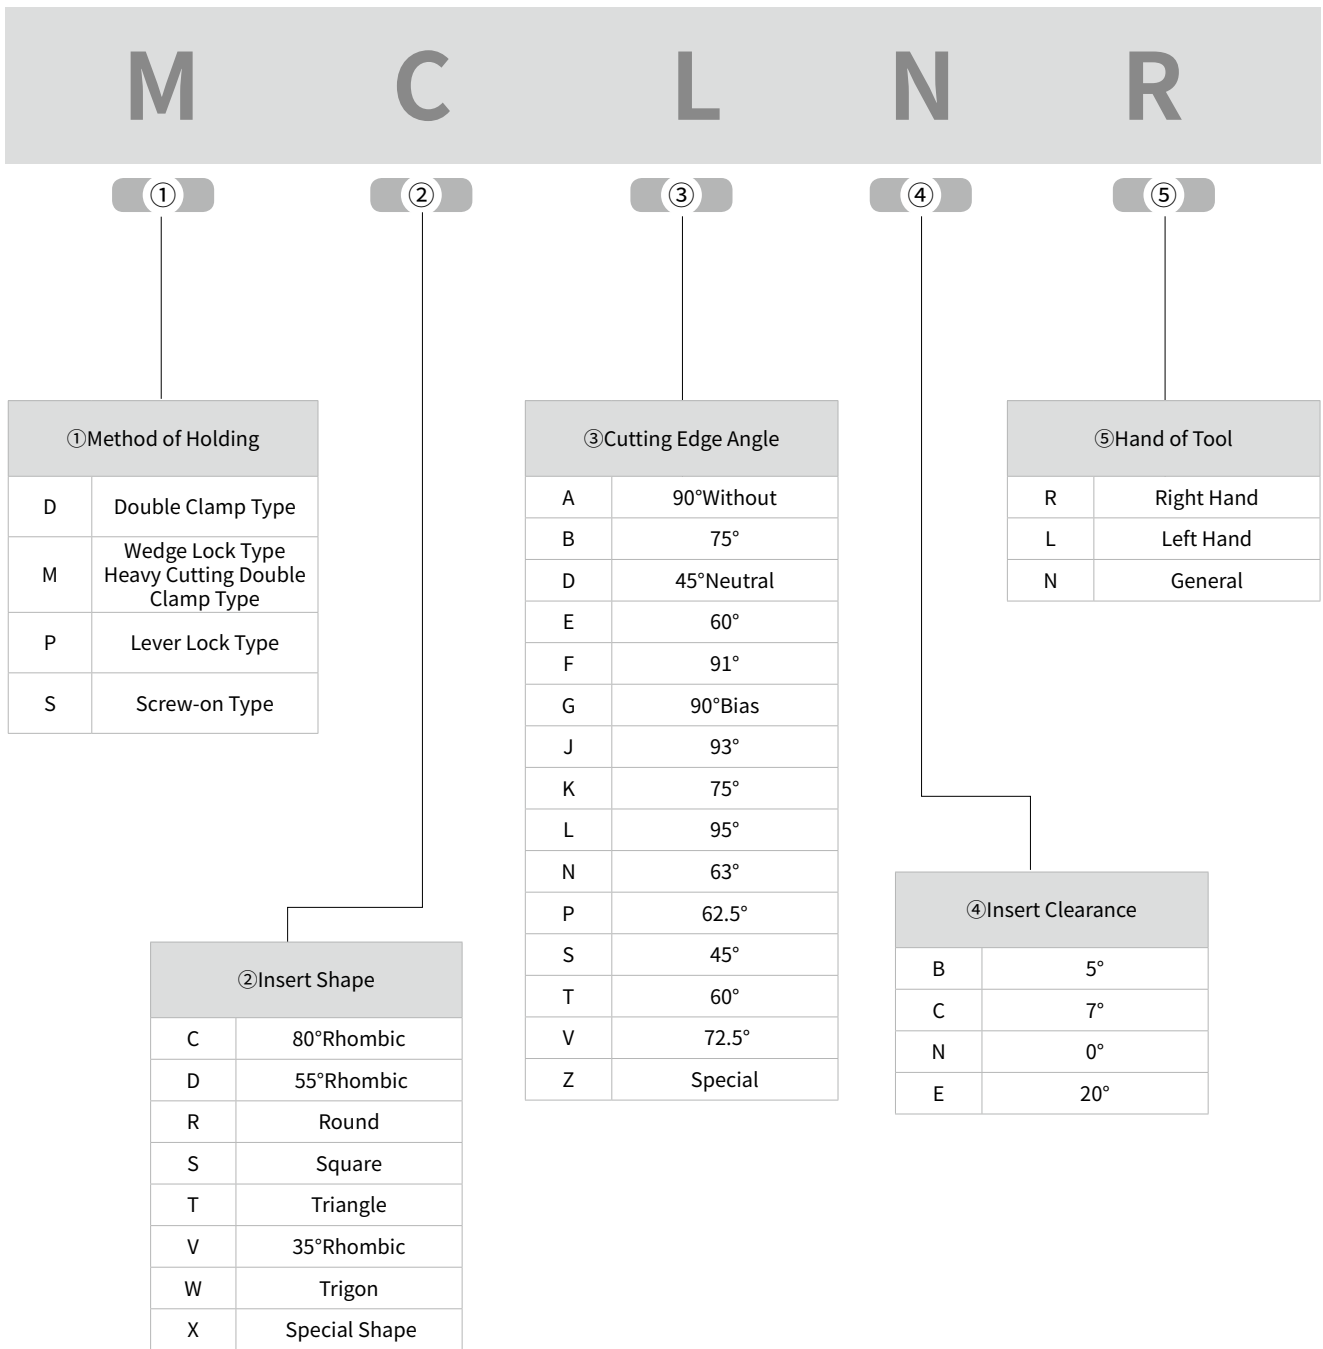 M C L N R
① ② ③ ④ ⑤
①Method of Holding
D Double Clamp Type
M Wedge Lock Type
Heavy Cutting Double
Clamp Type
P Lever Lock Type
S Screw-on Type
②Insert Shape
C 80°Rhombic
D 55°Rhombic
R Round
S Square
T Triangle
V 35°Rhombic
W Trigon
X Special Shape
③Cutting Edge Angle
A 90°Without
B 75°
D 45°Neutral
E 60°
F 91°
G 90°Bias
J 93°
K 75°
L 95°
N 63°
P 62.5°
S 45°
T 60°
V 72.5°
Z Special
④Insert Clearance
B 5°
C 7°
N 0°
E 20°
⑤Hand of Tool
R Right Hand
L Left Hand
N General